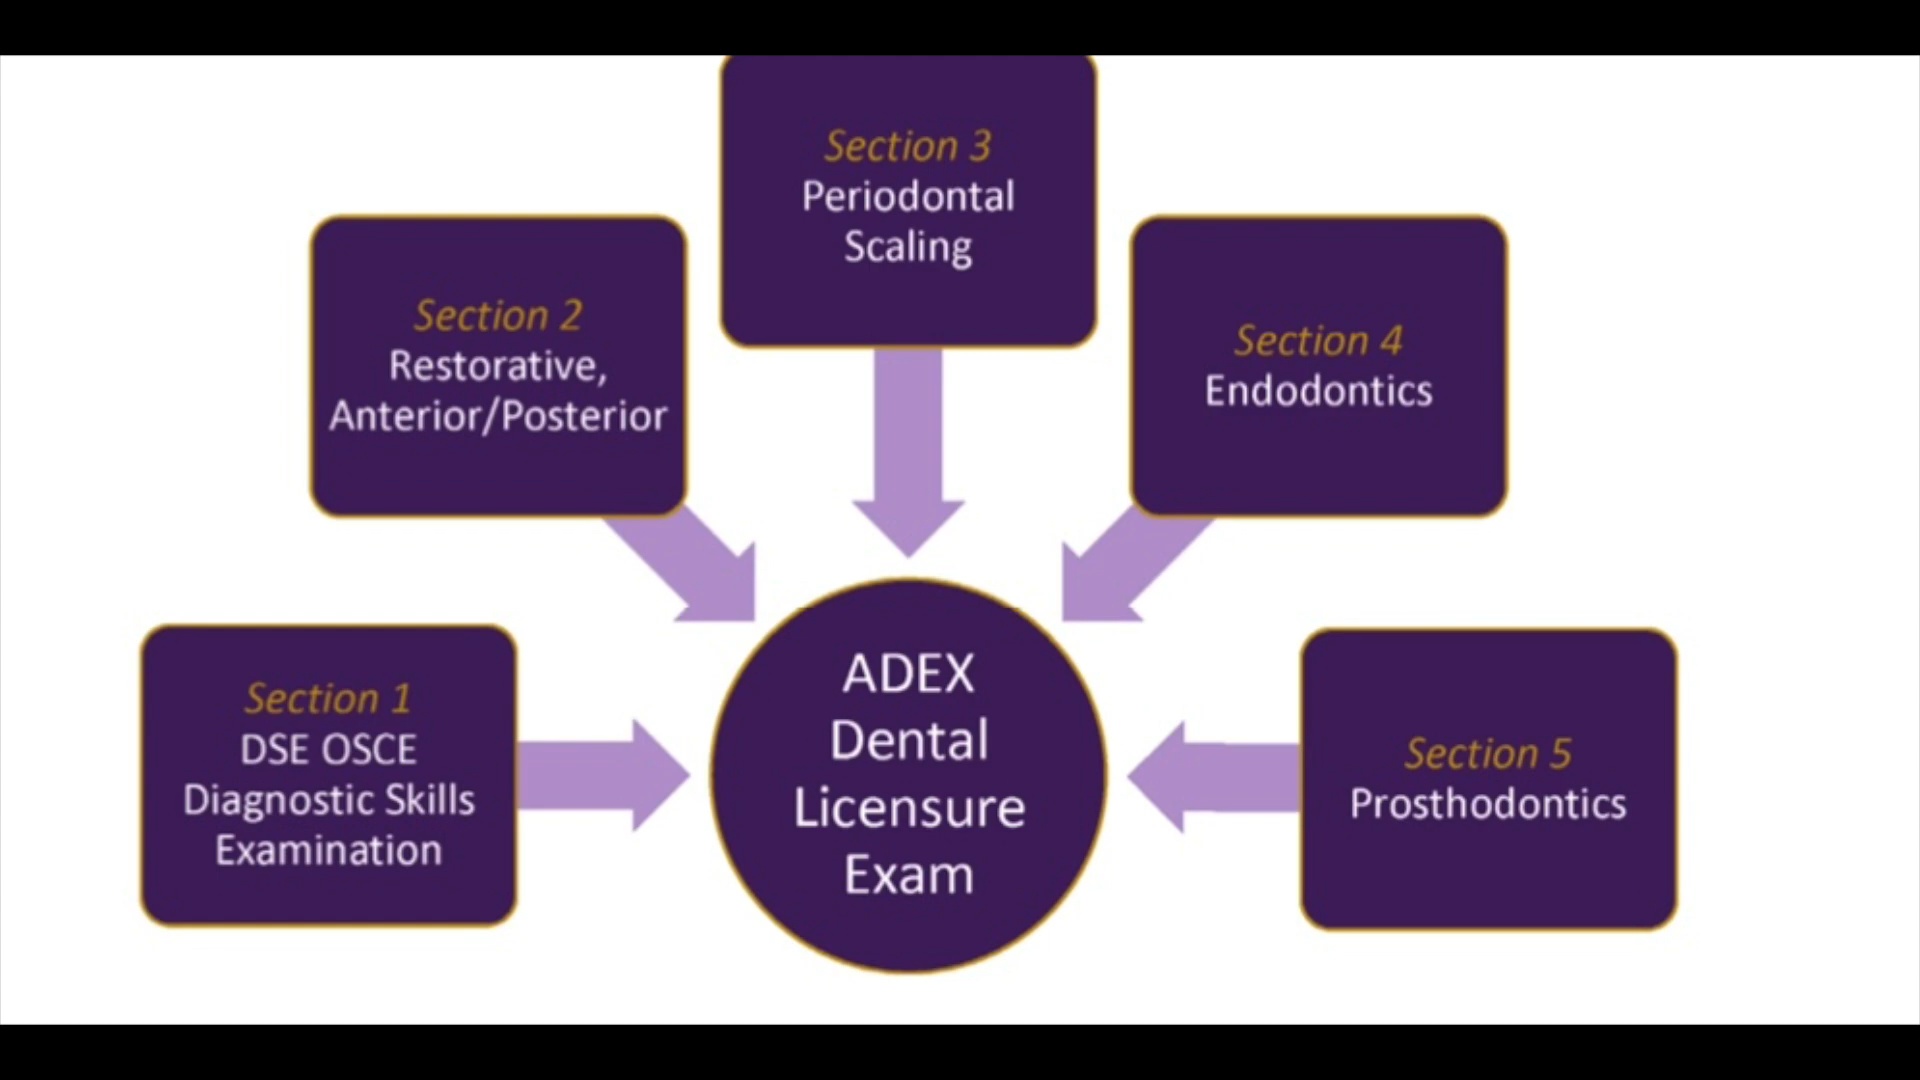 Section 1
DSE OSCE
Diagnostic Skills
Examination
Section 2
Restorative,
Anterior/Posterior
Section 3
Periodontal
Scaling
Section 4
Endodontics
Section 5
Prosthodontics
ADEX
Dental
Licensure
Exam